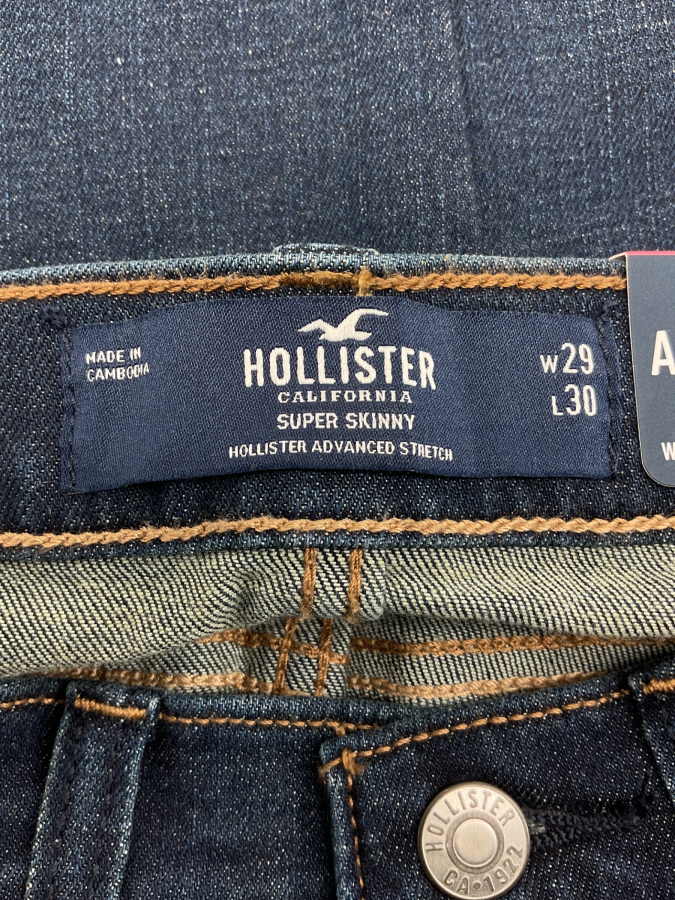 MADE IN
CAMBODIA
HOLLISTER
CALIFORNIA
SUPER SKINNY
HOLLISTER ADVANCED STRETCH
W29
L30
A
W
HOLLISTER
CA • 1922